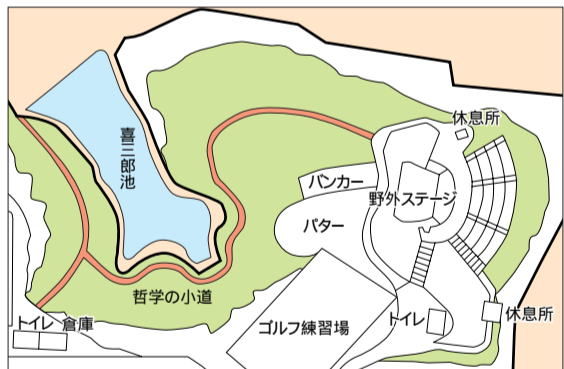 休息所
喜三郎池
バンカー
野外ステージ
パター
哲学の小道
休息所
トイレ
トイレ 倉庫
ゴルフ練習場